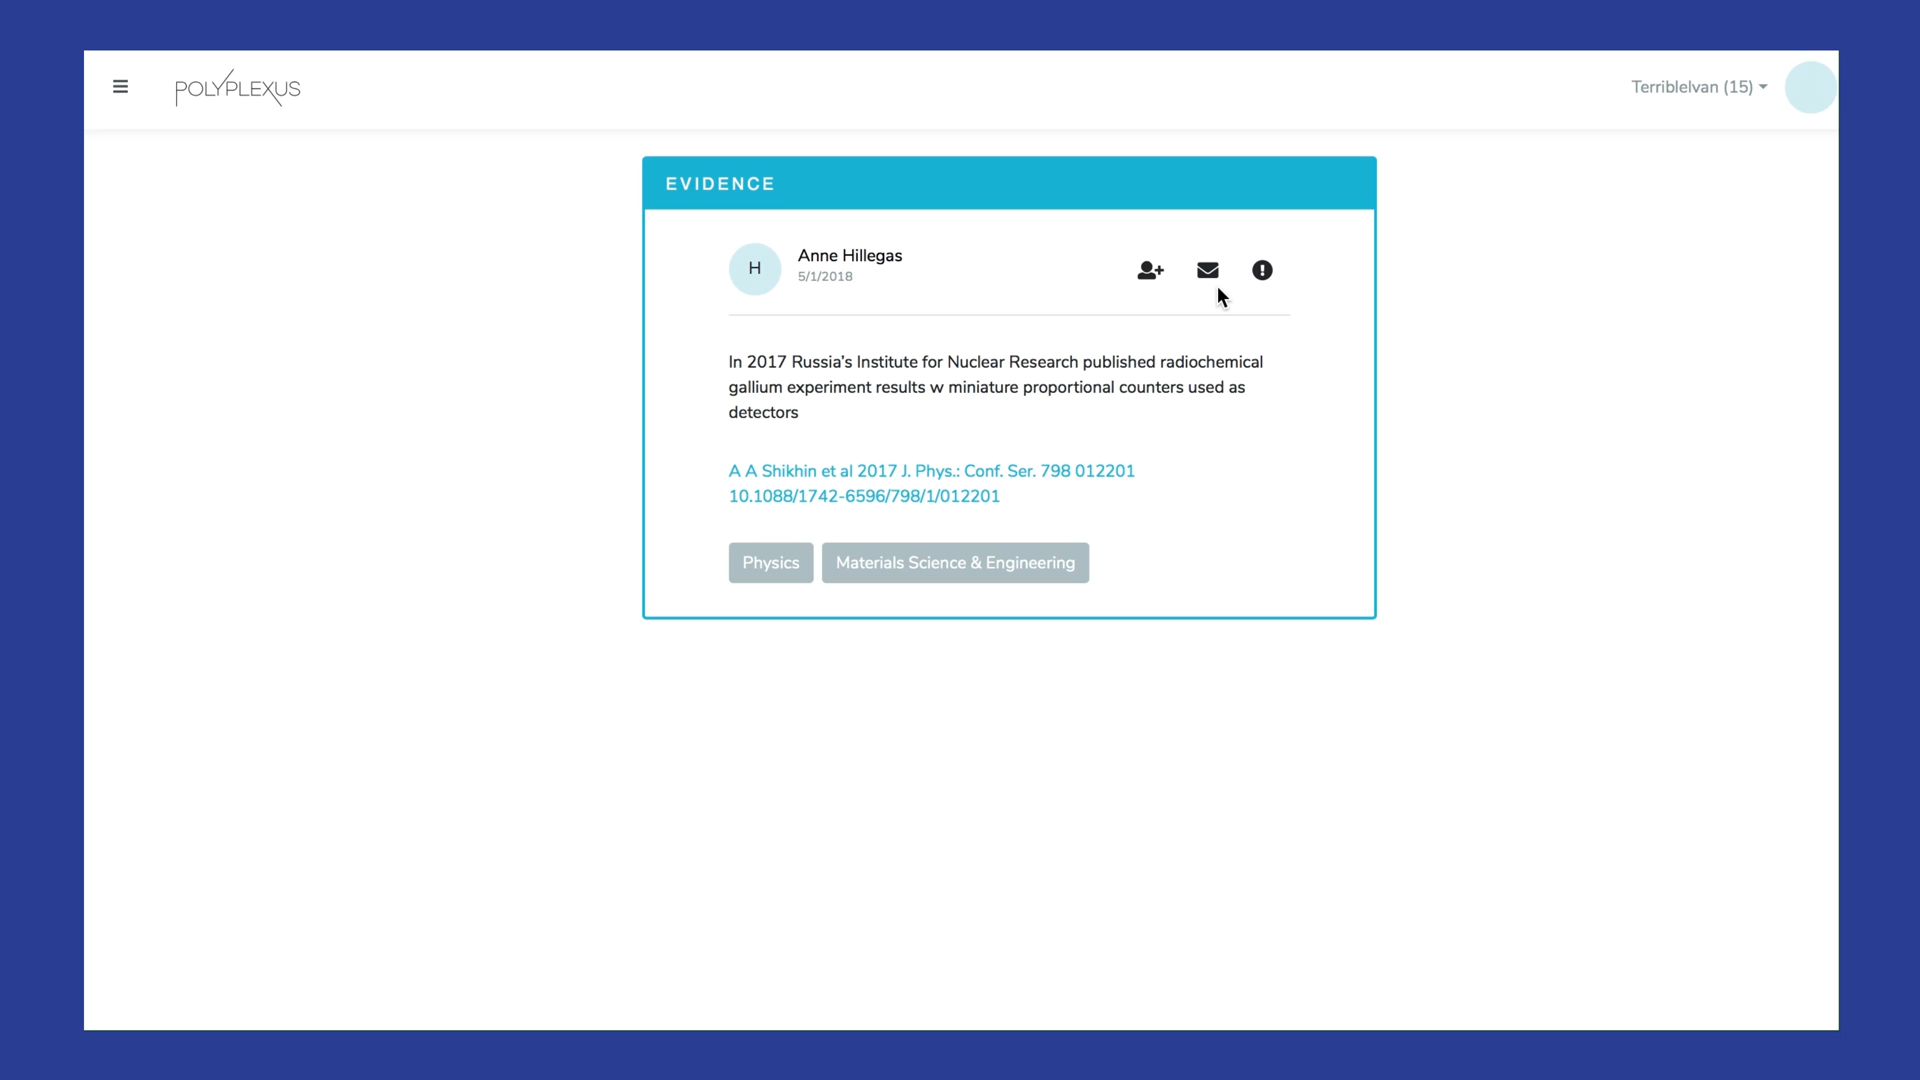 POLYPLEXUS
TerribleIvan (15)
EVIDENCE
H
Anne Hillegas
5/1/2018
In 2017 Russia's Institute for Nuclear Research published radiochemical
gallium experiment results w miniature proportional counters used as
detectors
A A Shikhin et al 2017 J. Phys.: Conf. Ser. 798 012201
10.1088/1742-6596/798/1/012201
Physics
Materials Science & Engineering